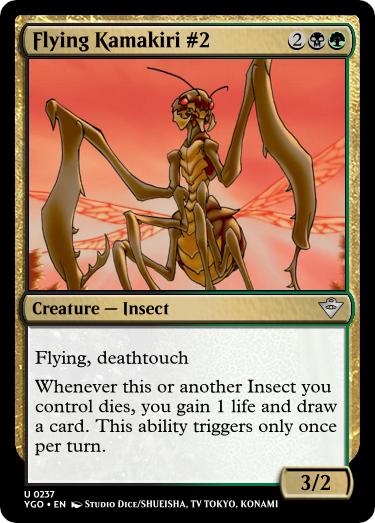 Flying Kamakiri #2 2
Creature — Insect
Flying, deathtouch
Whenever this or another Insect you
control dies, you gain 1 life and draw
a card. This ability triggers only once
per turn.
3/2
U 0237
YGO • EN Studio Dice/SHUEISHA, TV TOKYO, KONAMI